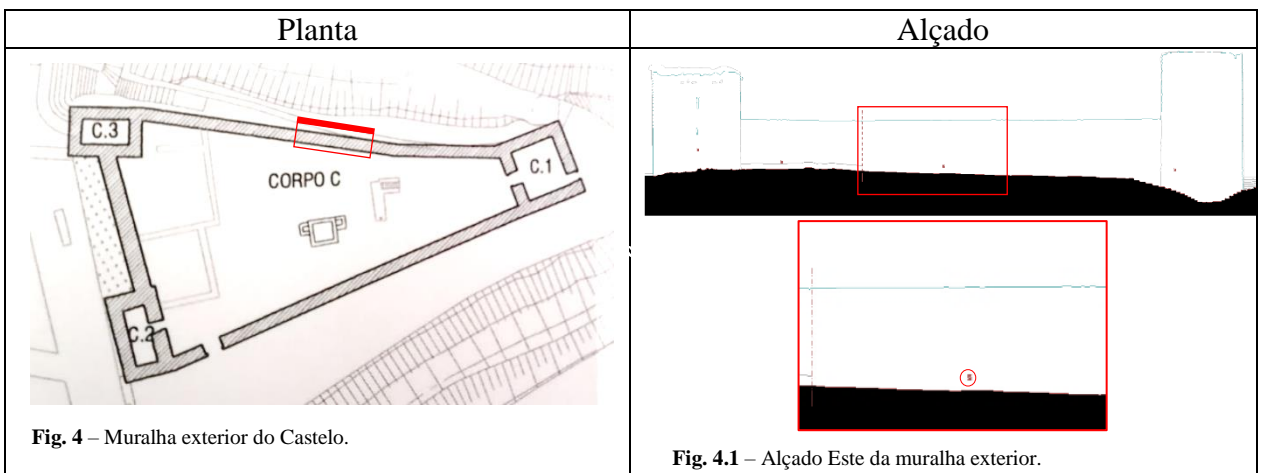 Planta
Alçado
C.3
C.1
CORPO C
C.2
Fig. 4 – Muralha exterior do Castelo.
Fig. 4.1 – Alçado Este da muralha exterior.